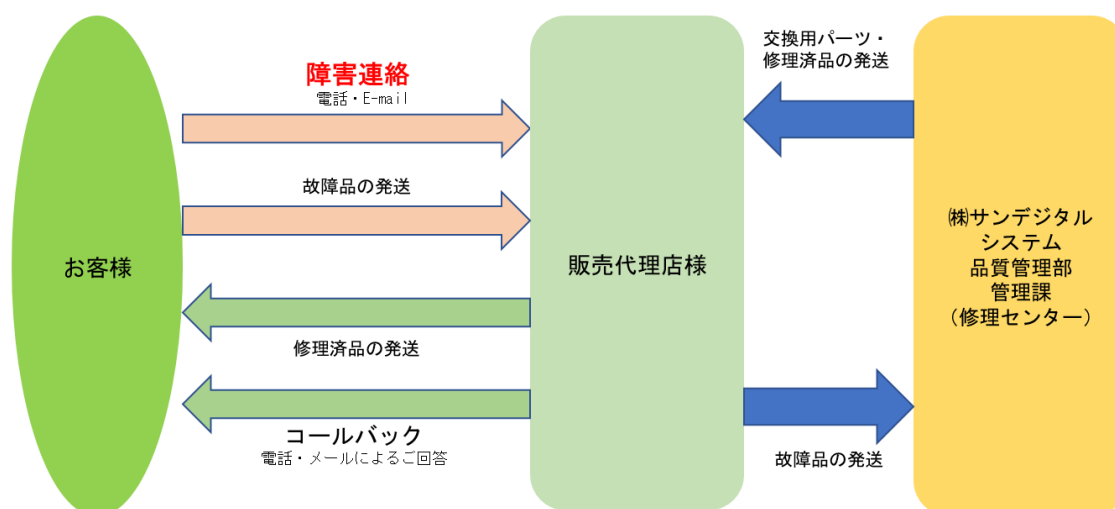 お客様
障害連絡
電話・E-mail
故障品の発送
修理済品の発送
コールバック
電話・メールによるご回答
販売代理店様
交換用パーツ・
修理済品の発送
故障品の発送
㈱サンデジタル
システム
品質管理部
管理課
（修理センター）